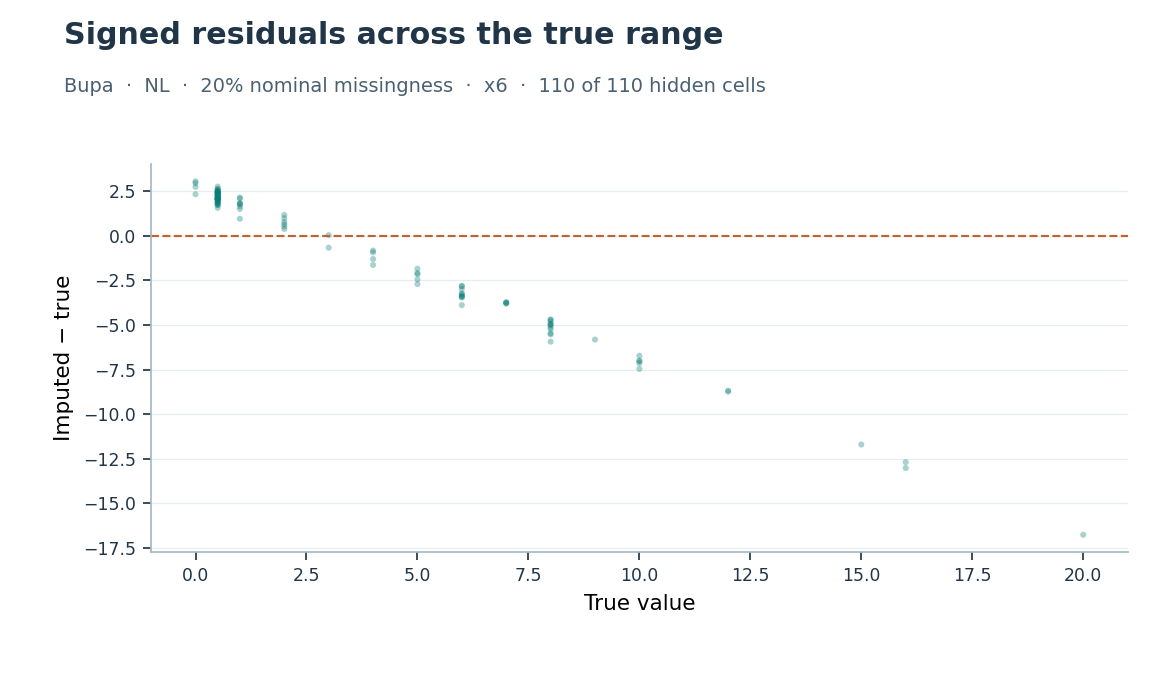 Signed residuals across the true range
Bupa · NL · 20% nominal missingness · x6 · 110 of 110 hidden cells
Imputed − true
2.5
0.0
−2.5
−5.0
−7.5
−10.0
−12.5
−15.0
−17.5
0.0 2.5 5.0 7.5 10.0 12.5 15.0 17.5 20.0
True value